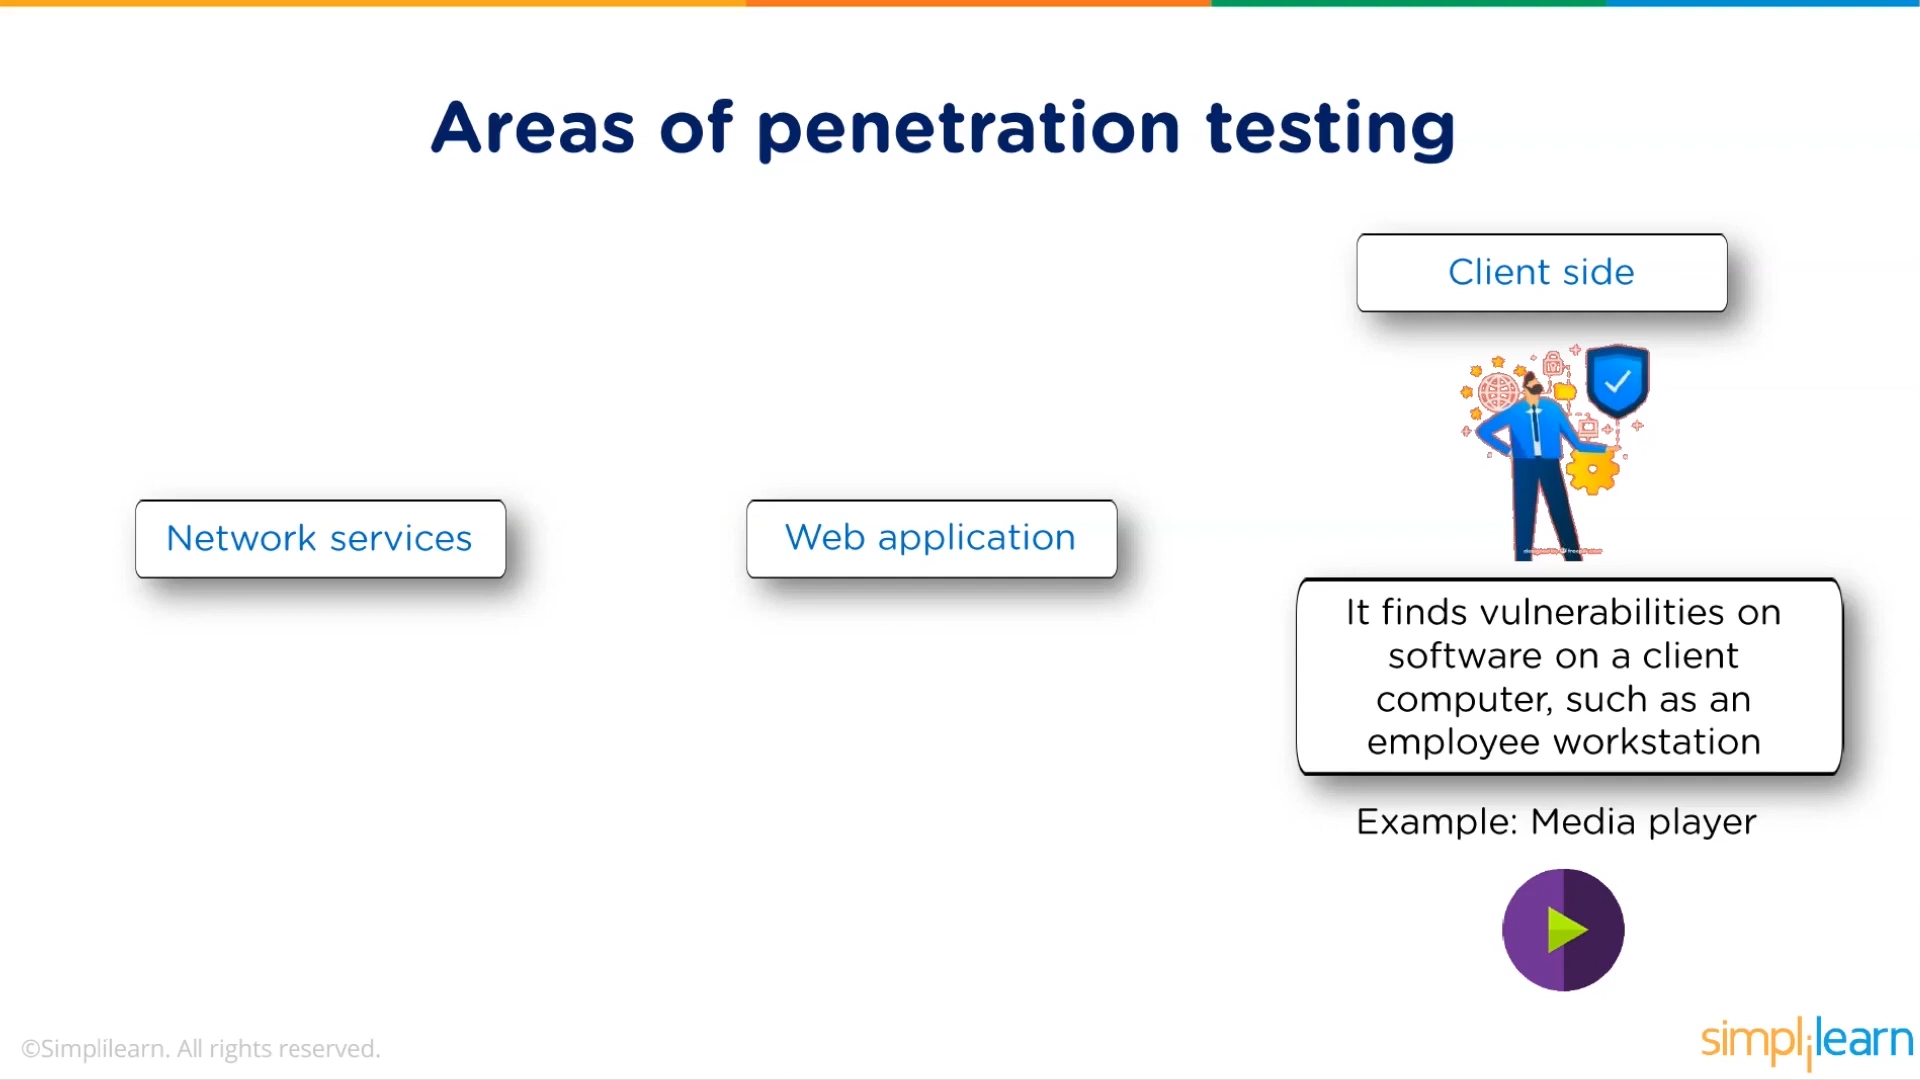 Areas of penetration testing
Client side
Network services
Web application
It finds vulnerabilities on
software on a client
computer, such as an
employee workstation
Example: Media player
©Simplilearn. All rights reserved.
simplilearn